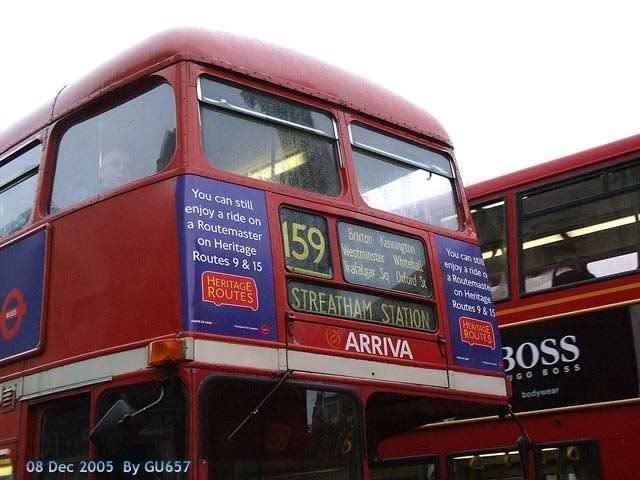 You can still
enjoy a ride on
a Routemaster
on Heritage
Routes 9 & 15
HERITAGE
ROUTES
159
Brixton Kennington
Westminster Whitehall
Trafalgar Sq Oxford St
STREATHAM STATION
ARRIVA
You can still
enjoy a ride o
a Routemaste
on Heritage
Routes 9 & 15
HERITAGE
ROUTES
BOSS
HUGO BOSS
bodywear
08 Dec 2005 By GU657